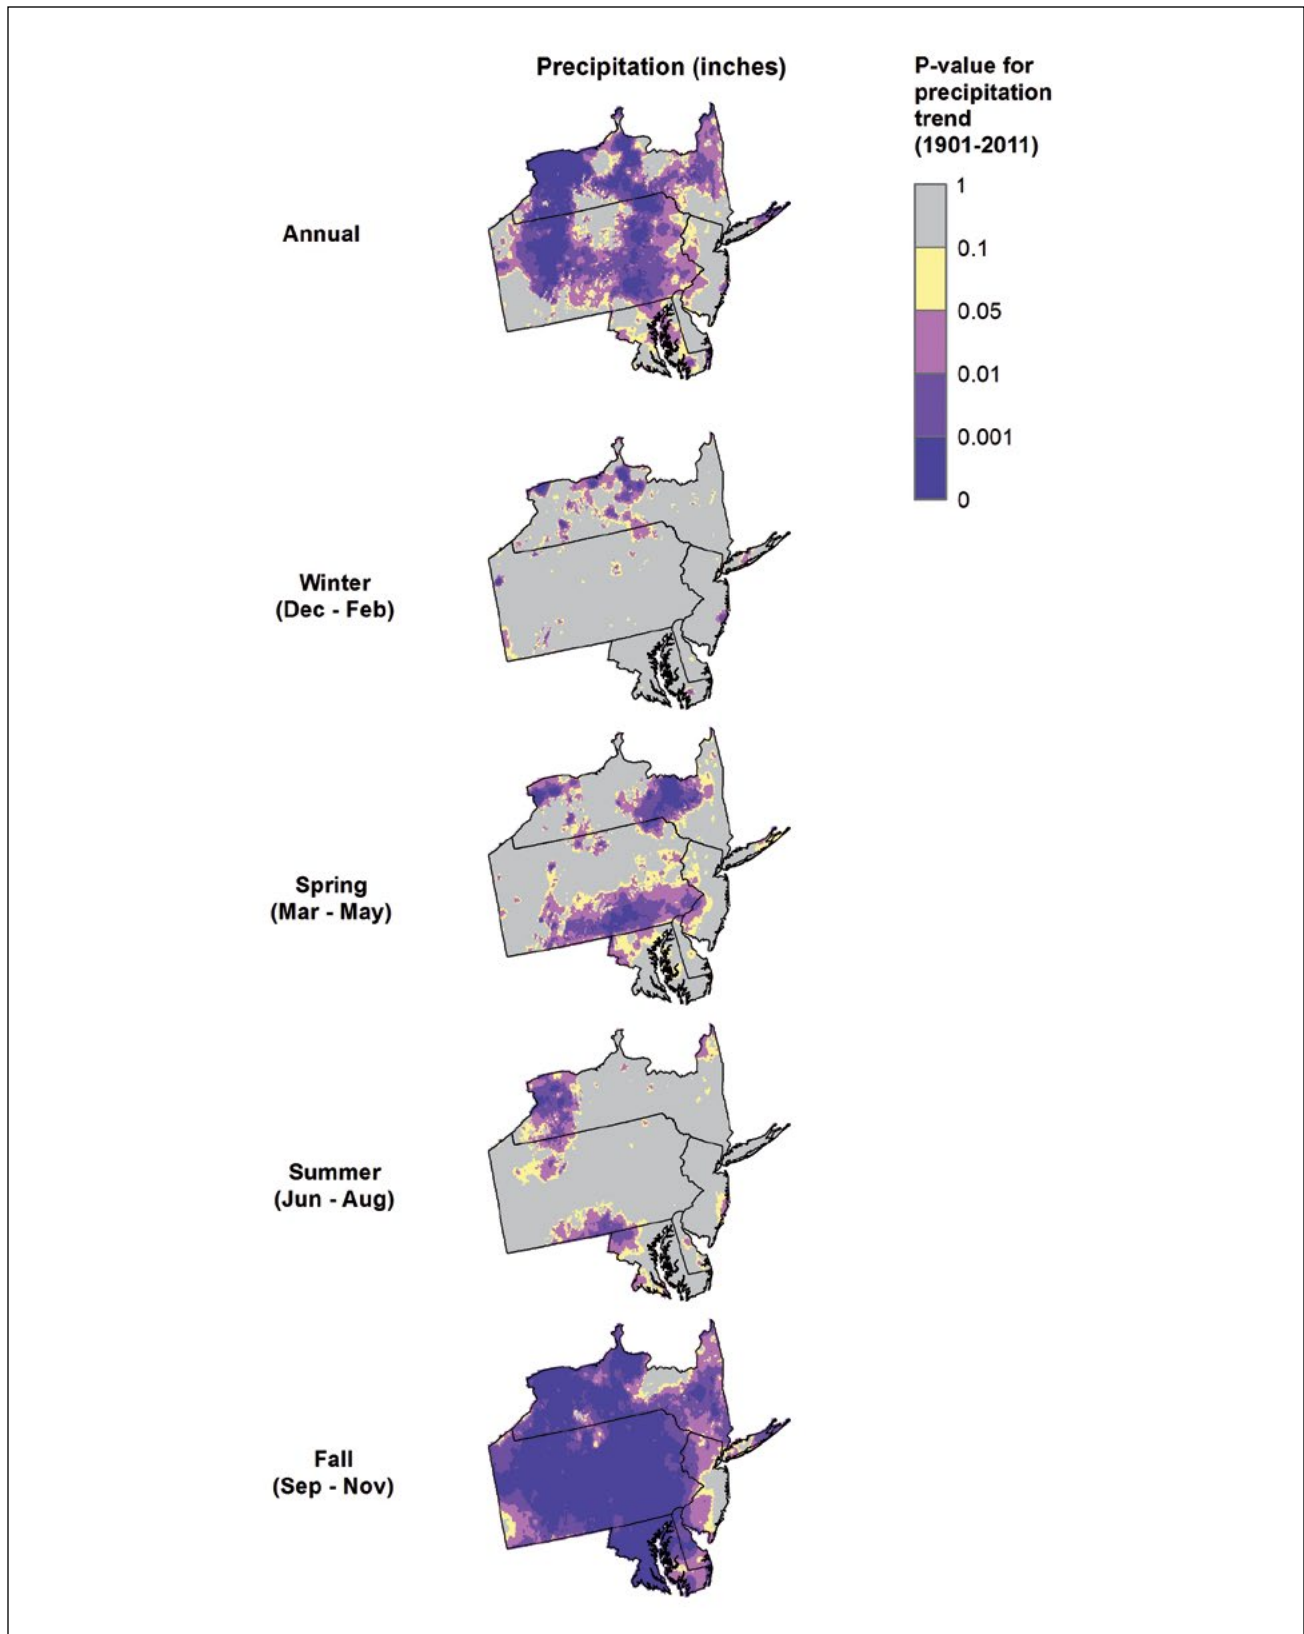 Precipitation (inches)
P-value for
precipitation
trend
(1901-2011)
1
0.1
0.05
0.01
0.001
0
Annual
Winter
(Dec - Feb)
Spring
(Mar - May)
Summer
(Jun - Aug)
Fall
(Sep - Nov)